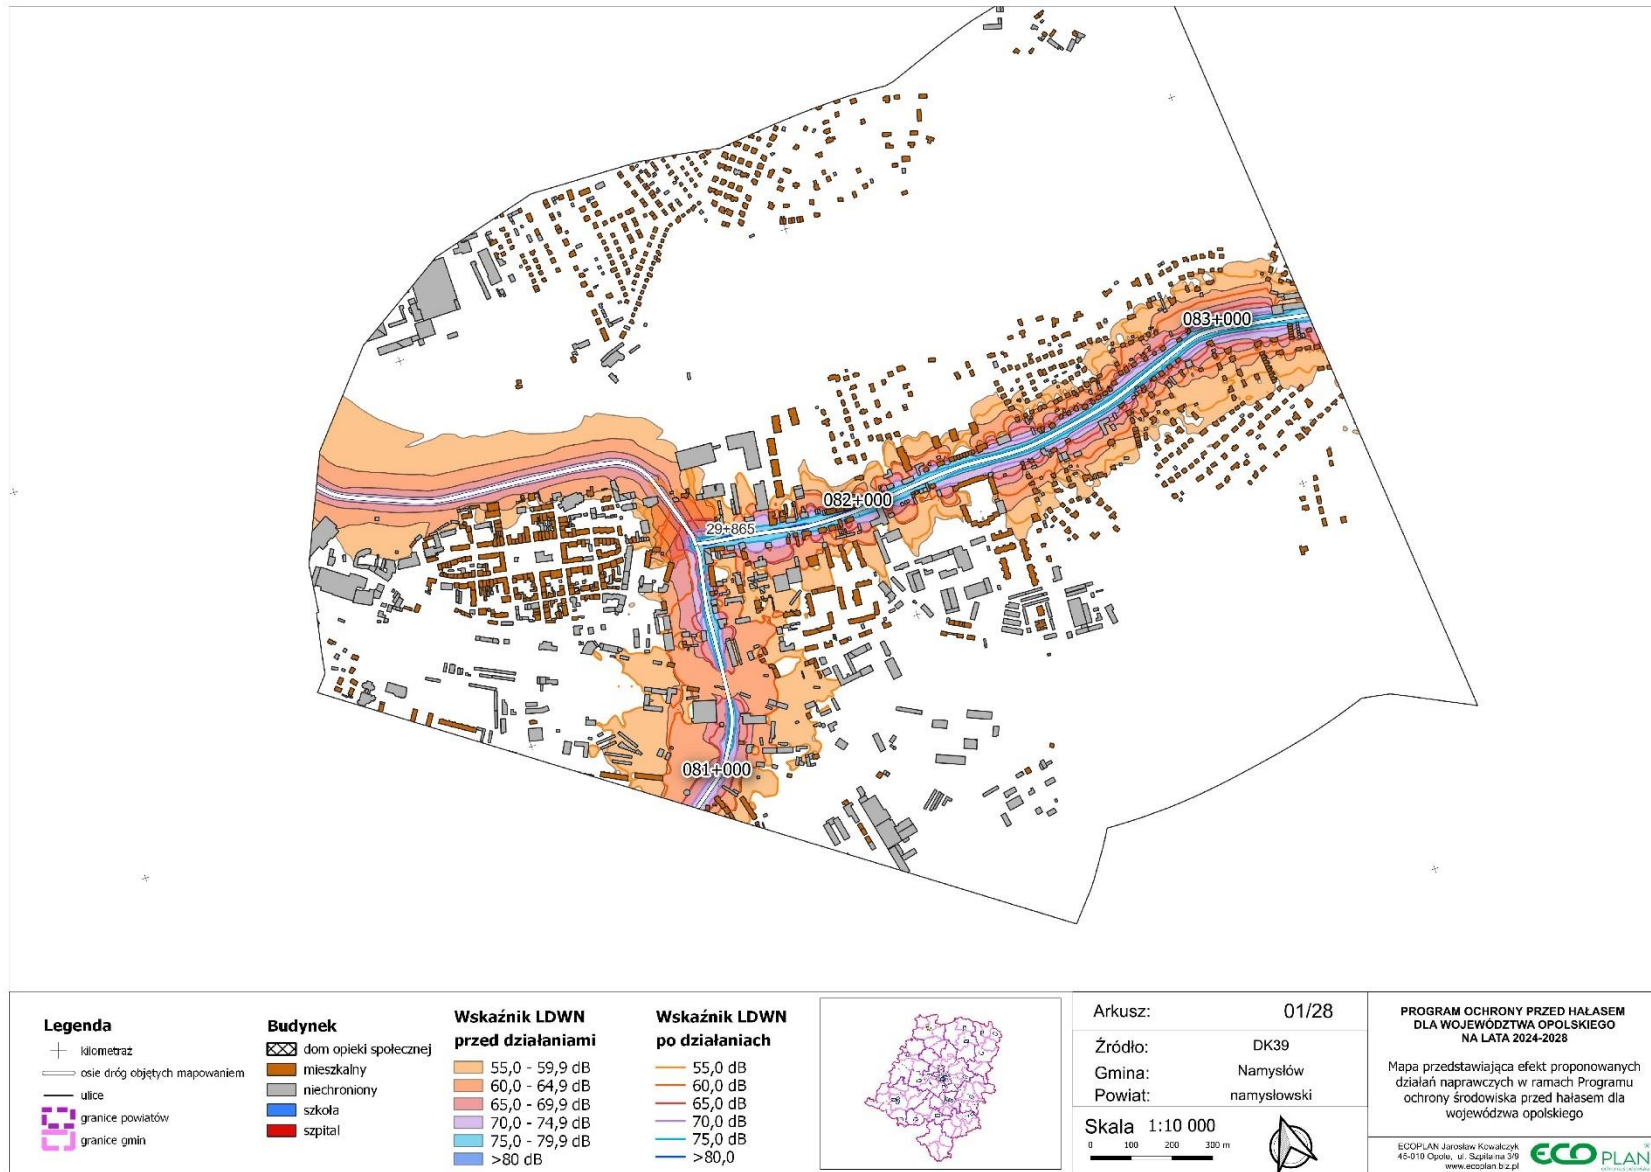 083+000
082+000
29+865
081+000
Legenda
kilometraż
osie dróg objętych mapowaniem
ulice
granice powiatów
granice gmin
Budynek
dom opieki społecznej
mieszkalny
niechroniony
szkoła
szpital
Wskaźnik LDWN
przed działaniami
55,0 - 59,9 dB
60,0 - 64,9 dB
65,0 - 69,9 dB
70,0 - 74,9 dB
75,0 - 79,9 dB
>80 dB
Wskaźnik LDWN
po działaniach
55,0 dB
60,0 dB
65,0 dB
70,0 dB
75,0 dB
>80,0
Arkusz: 01/28
Źródło: DK39
Gmina: Namysłów
Powiat: namysłowski
Skala 1:10 000
0 100 200 300 m
PROGRAM OCHRONY PRZED HAŁASEM
DLA WOJEWÓDZTWA OPOLSKIEGO
NA LATA 2024-2028
Mapa przedstawiająca efekt proponowanych
działań naprawczych w ramach Programu
ochrony środowiska przed hałasem dla
wojewódzwa opolskiego
ECOPLAN Jarosław Kowalczyk
45-010 Opole, ul. Szpitalna 3/9
www.ecoplan.biz.pl
ECO PLAN